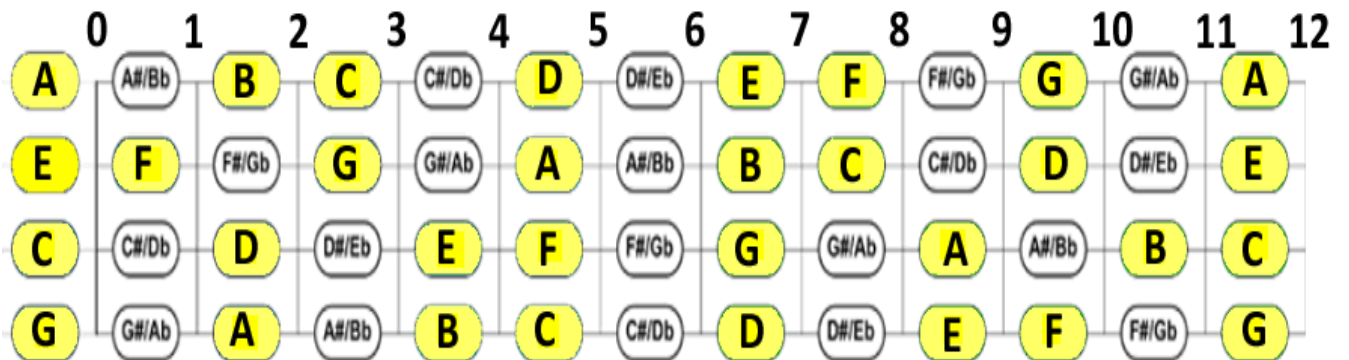 0 1 2 3 4 5 6 7 8 9 10 11 12
A A#/Bb B C C#/Db D D#/Eb E F F#/Gb G G#/Ab A
E F F#/Gb G G#/Ab A A#/Bb B C C#/Db D D#/Eb E
C C#/Db D D#/Eb E F F#/Gb G G#/Ab A A#/Bb B C
G G#/Ab A A#/Bb B C C#/Db D D#/Eb E F F#/Gb G